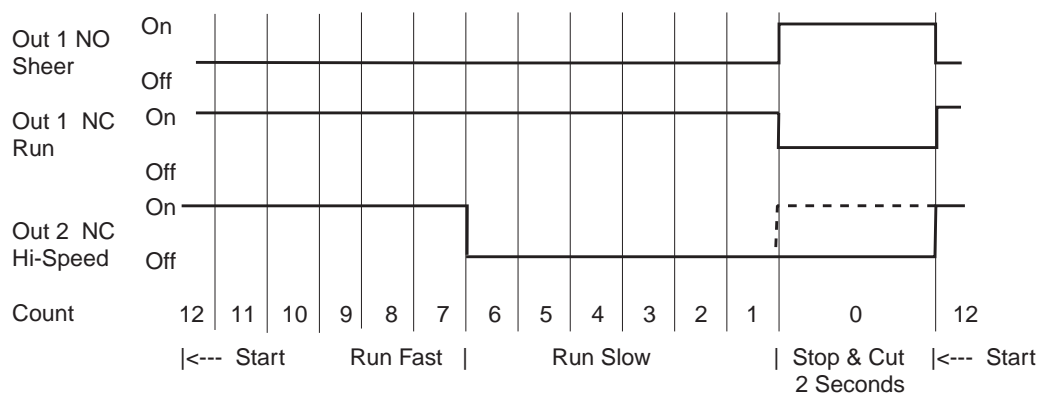 Out 1 NO On
Sheer
Off
Out 1 NC On
Run
Off
On
Out 2 NC
Hi-Speed Off
Count 12 11 10 9 8 7 6 5 4 3 2 1 0 12
|<--- Start Run Fast | Run Slow | Stop & Cut |<--- Start
2 Seconds